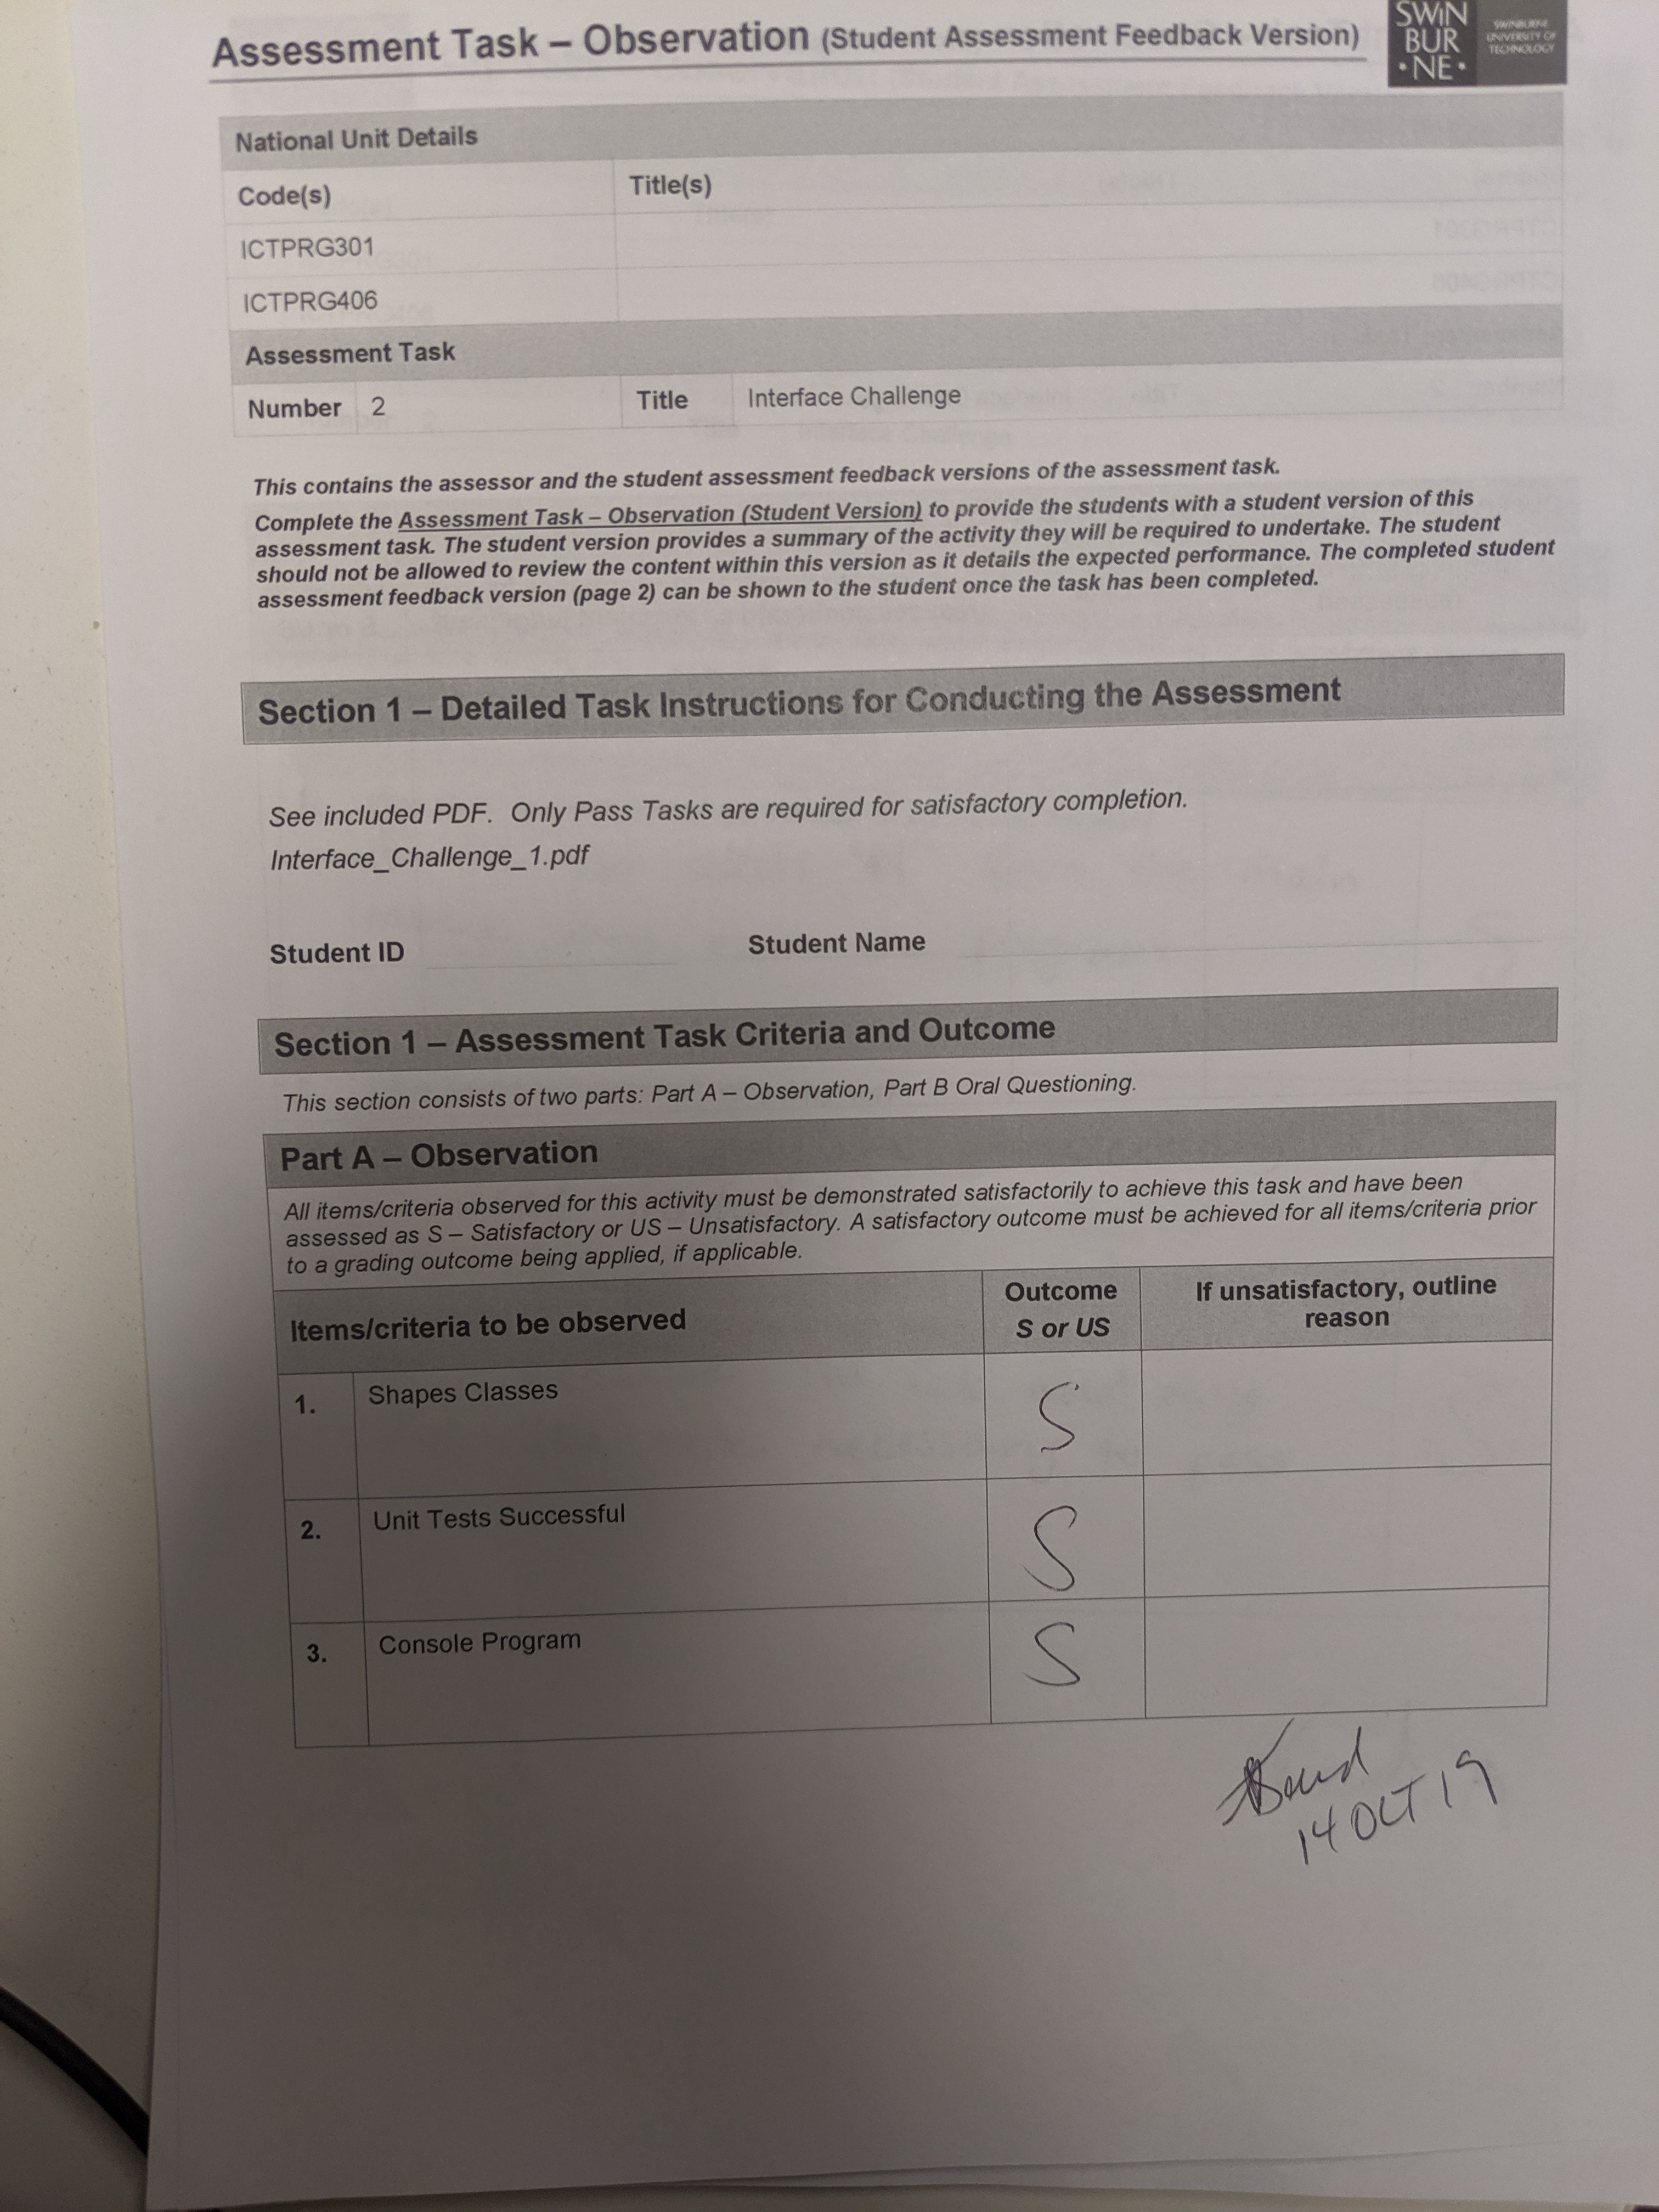 Assessment Task – Observation (Student Assessment Feedback Version)
SWiN
BUR
•NE•
SWINBURNE
UNIVERSITY OF
TECHNOLOGY
National Unit Details
Code(s) Title(s)
ICTPRG301
ICTPRG406
Assessment Task
Number 2 Title Interface Challenge
This contains the assessor and the student assessment feedback versions of the assessment task.
Complete the Assessment Task – Observation (Student Version) to provide the students with a student version of this
assessment task. The student version provides a summary of the activity they will be required to undertake. The student
should not be allowed to review the content within this version as it details the expected performance. The completed student
assessment feedback version (page 2) can be shown to the student once the task has been completed.
Section 1 – Detailed Task Instructions for Conducting the Assessment
See included PDF. Only Pass Tasks are required for satisfactory completion.
Interface_Challenge_1.pdf
Student ID Student Name
Section 1 – Assessment Task Criteria and Outcome
This section consists of two parts: Part A – Observation, Part B Oral Questioning.
Part A – Observation
All items/criteria observed for this activity must be demonstrated satisfactorily to achieve this task and have been
assessed as S – Satisfactory or US – Unsatisfactory. A satisfactory outcome must be achieved for all items/criteria prior
to a grading outcome being applied, if applicable.
Items/criteria to be observed
Outcome
S or US
If unsatisfactory, outline
reason
1. Shapes Classes S
2. Unit Tests Successful S
3. Console Program S
14 OCT 19